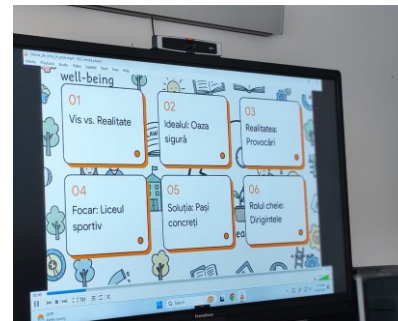 well-being
01
Vis vs. Realitate
02
Idealul: Oaza
sigură
03
Realitatea:
Provocări
04
Focar: Liceul
sportiv
05
Soluția: Pași
concreți
06
Rolul cheie:
Dirigintele
Search